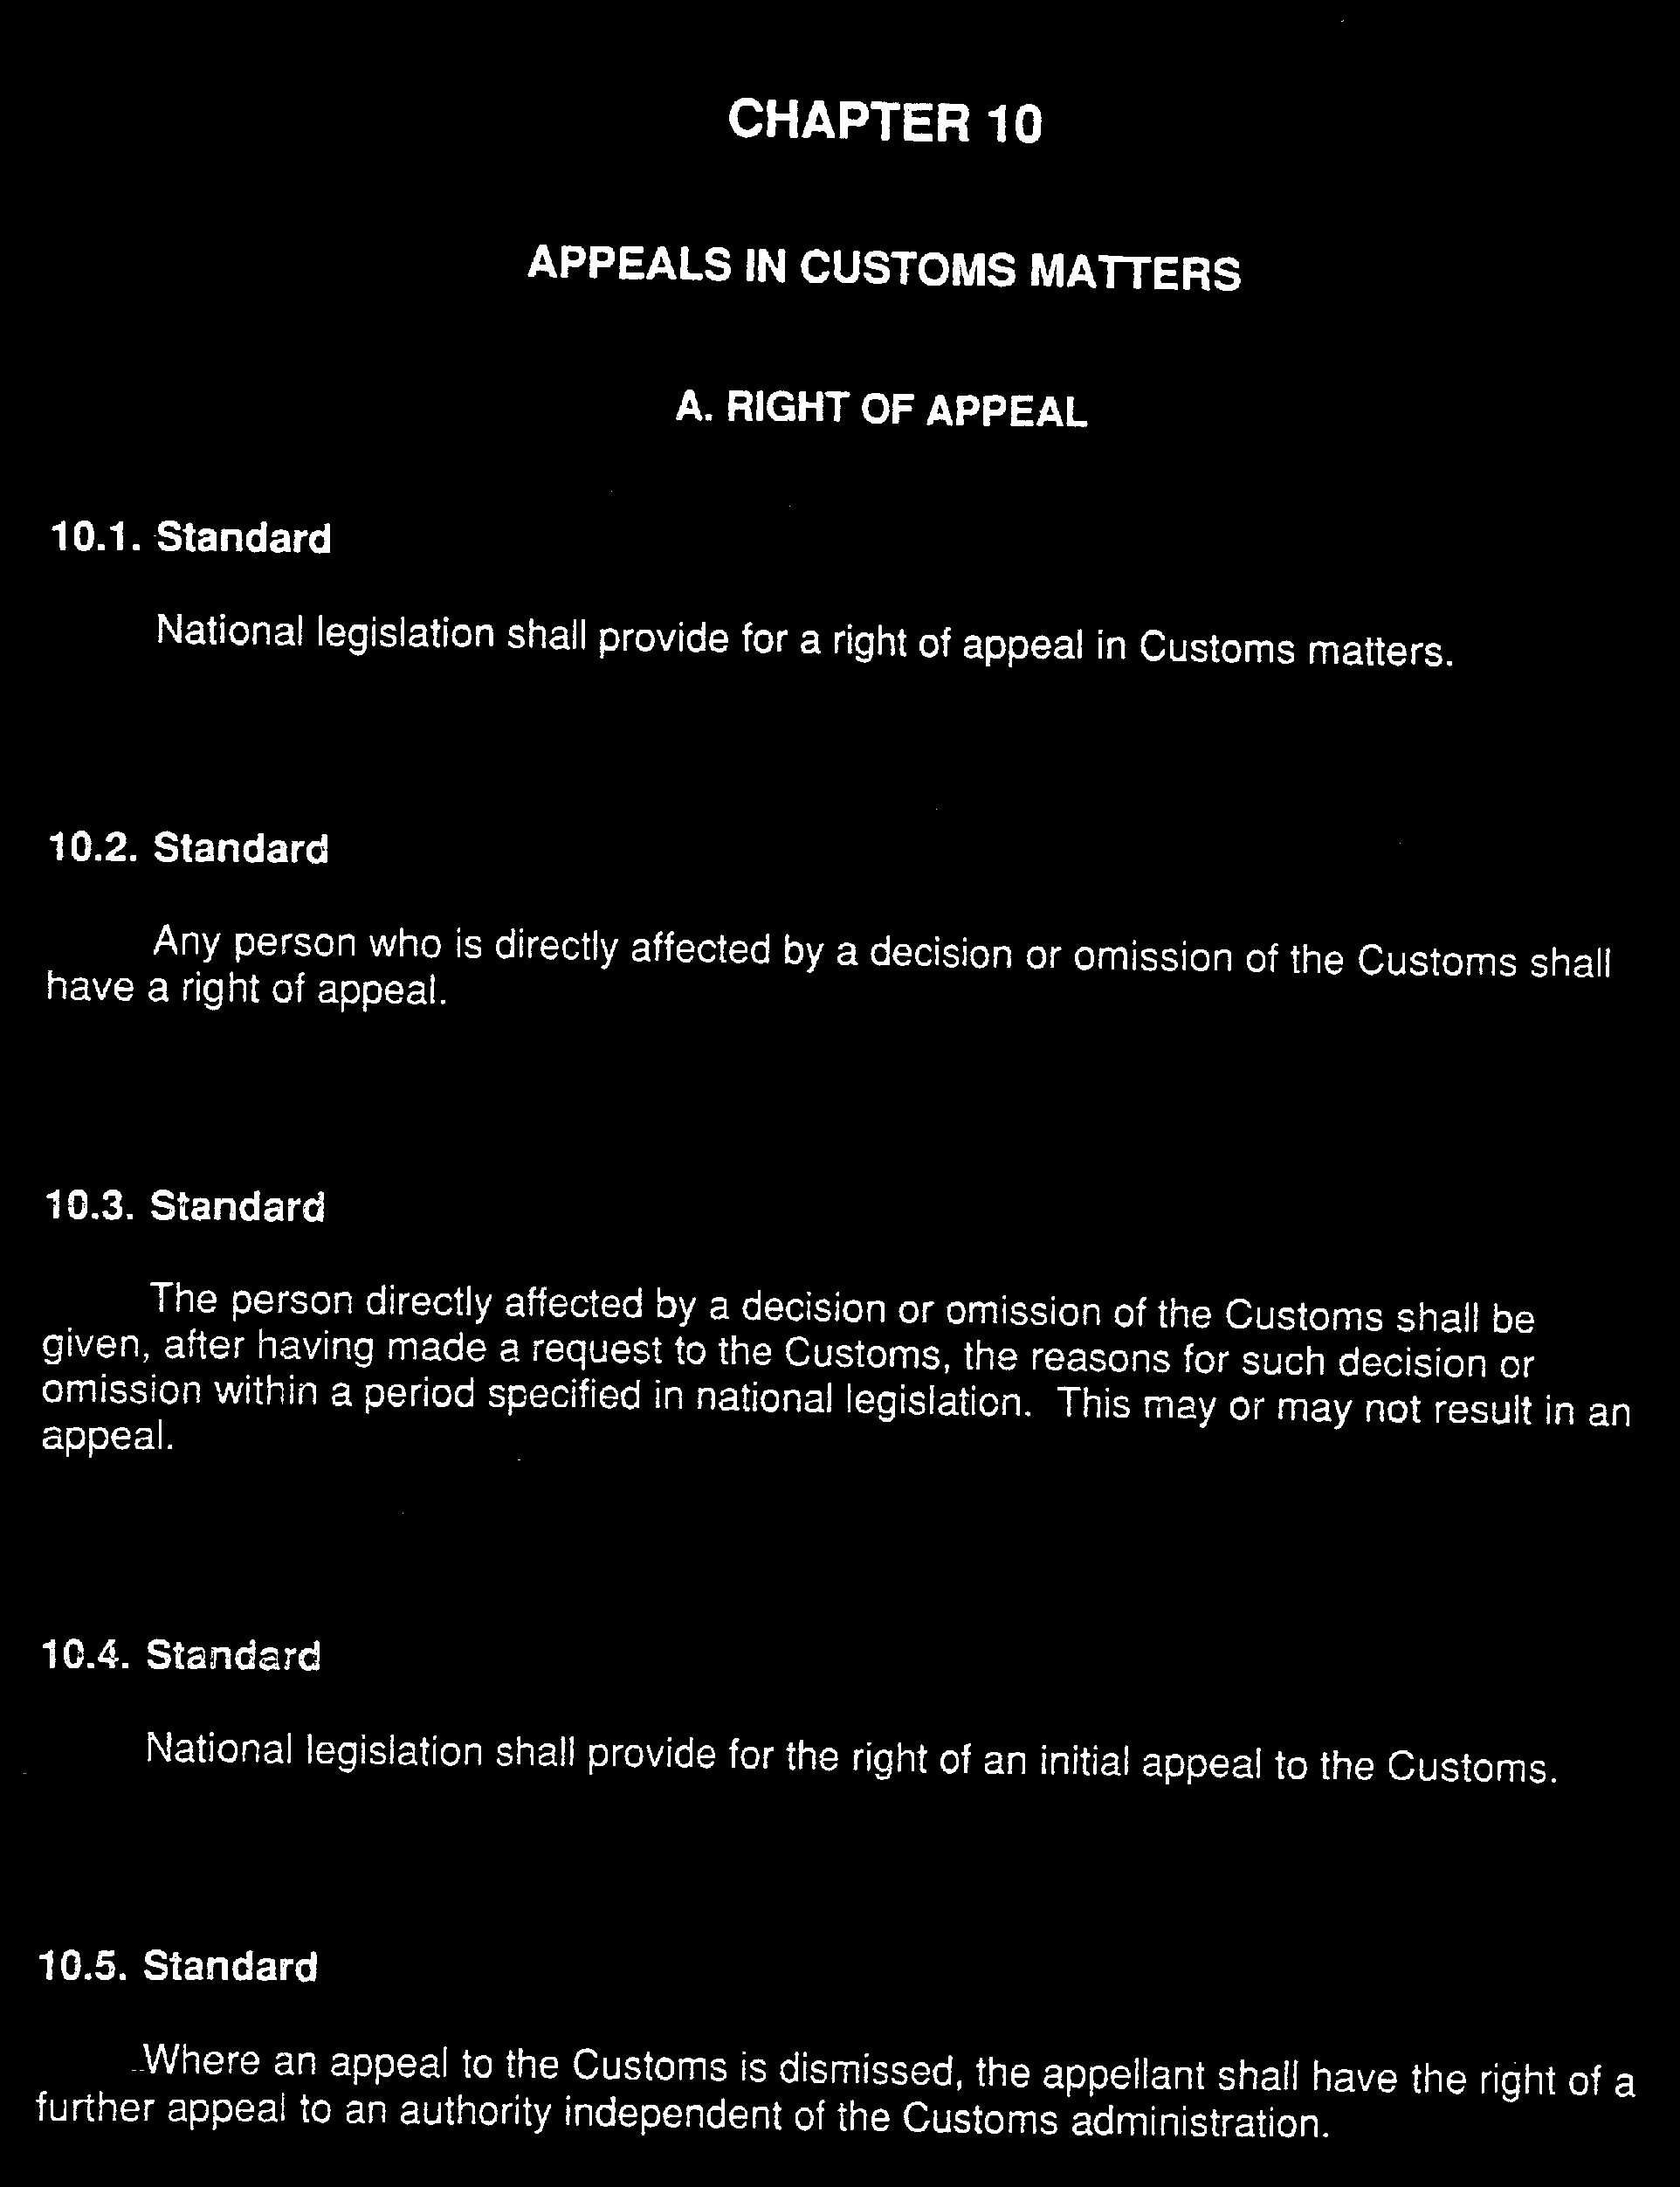 CHAPTER 10
APPEALS IN CUSTOMS MATTERS
A. RIGHT OF APPEAL
10.1. Standard
National legislation shall provide for a right of appeal in Customs matters.
10.2. Standard
Any person who is directly affected by a decision or omission of the Customs shall
have a right of appeal.
10.3. Standard
The person directly affected by a decision or omission of the Customs shall be
given, after having made a request to the Customs, the reasons for such decision or
omission within a period specified in national legislation. This may or may not result in an
appeal.
10.4. Standard
National legislation shall provide for the right of an initial appeal to the Customs.
10.5. Standard
Where an appeal to the Customs is dismissed, the appellant shall have the right of a
further appeal to an authority independent of the Customs administration.